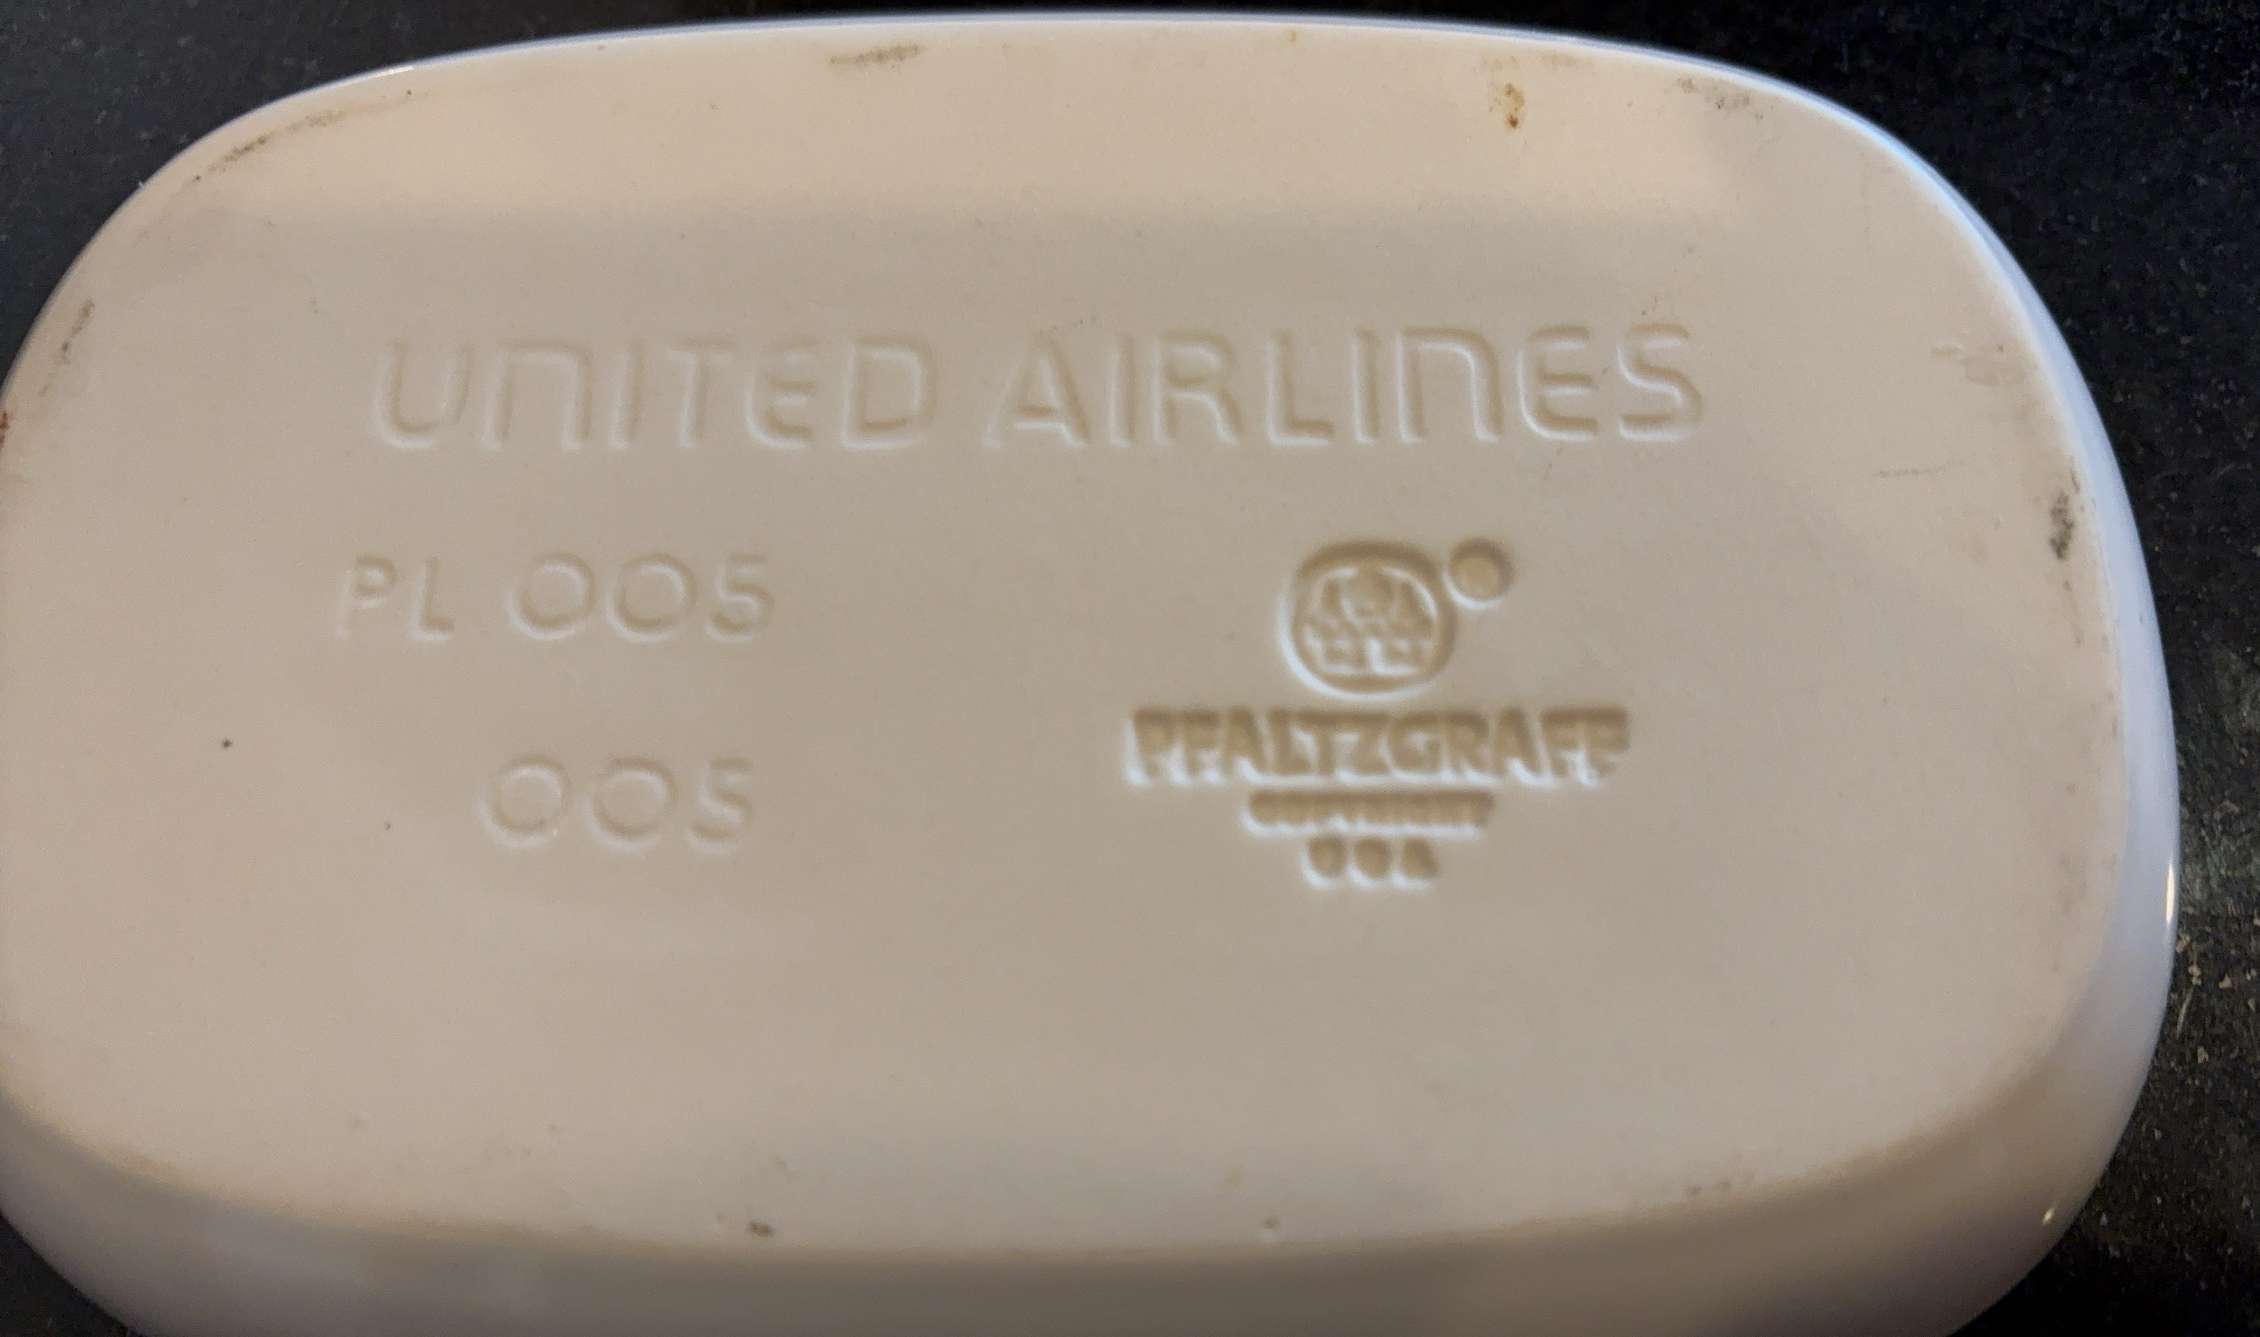 UNITED AIRLINES
PL 005
005
PFALTZGRAFF
COPYRIGHT
USA